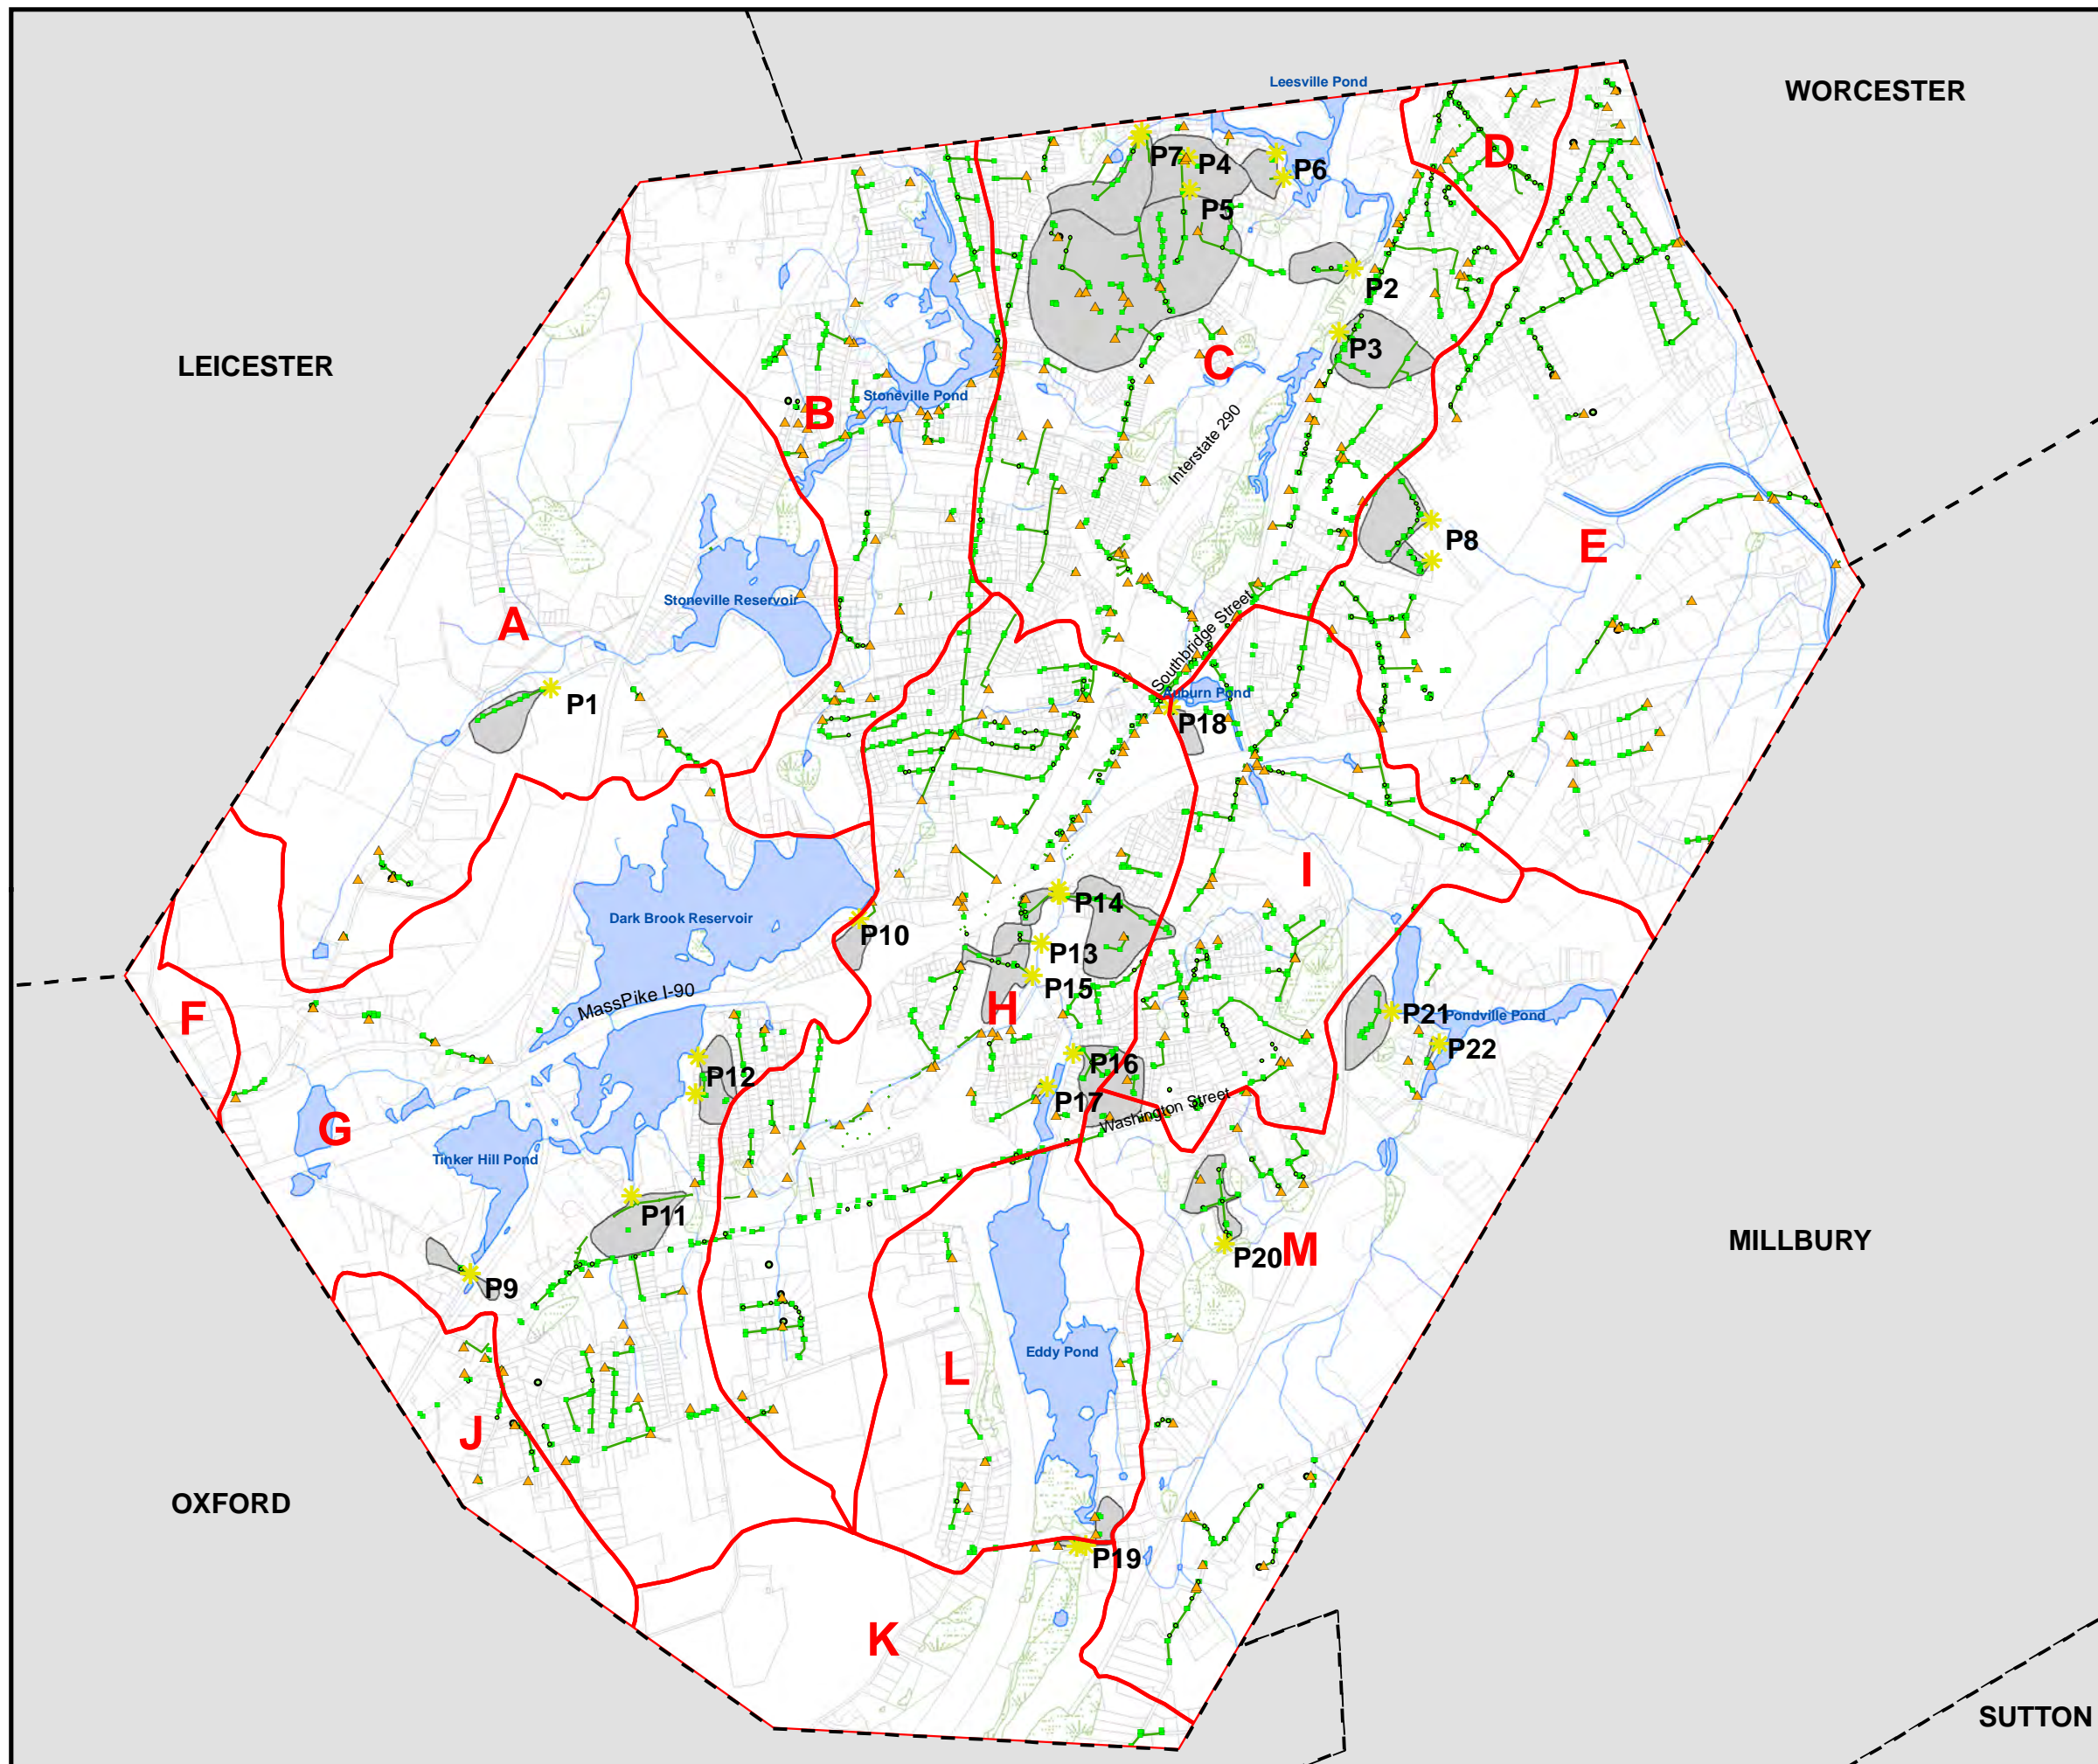 Leesville Pond
WORCESTER
D
P7
P4
P6
P5
P2
P3
LEICESTER
C
Stoneville Pond
B
Interstate 290
P8
E
Stoneville Reservoir
A
Southbridge Street
Auburn Pond
P1
P18
I
P14
Dark Brook Reservoir
P10
P13
P15
MassPike I-90
H
F
P21
Pondville Pond
P22
P16
P12
P17
Washington Street
G
Tinker Hill Pond
P11
MILLBURY
P20
M
P9
Eddy Pond
L
J
OXFORD
P19
K
SUTTON